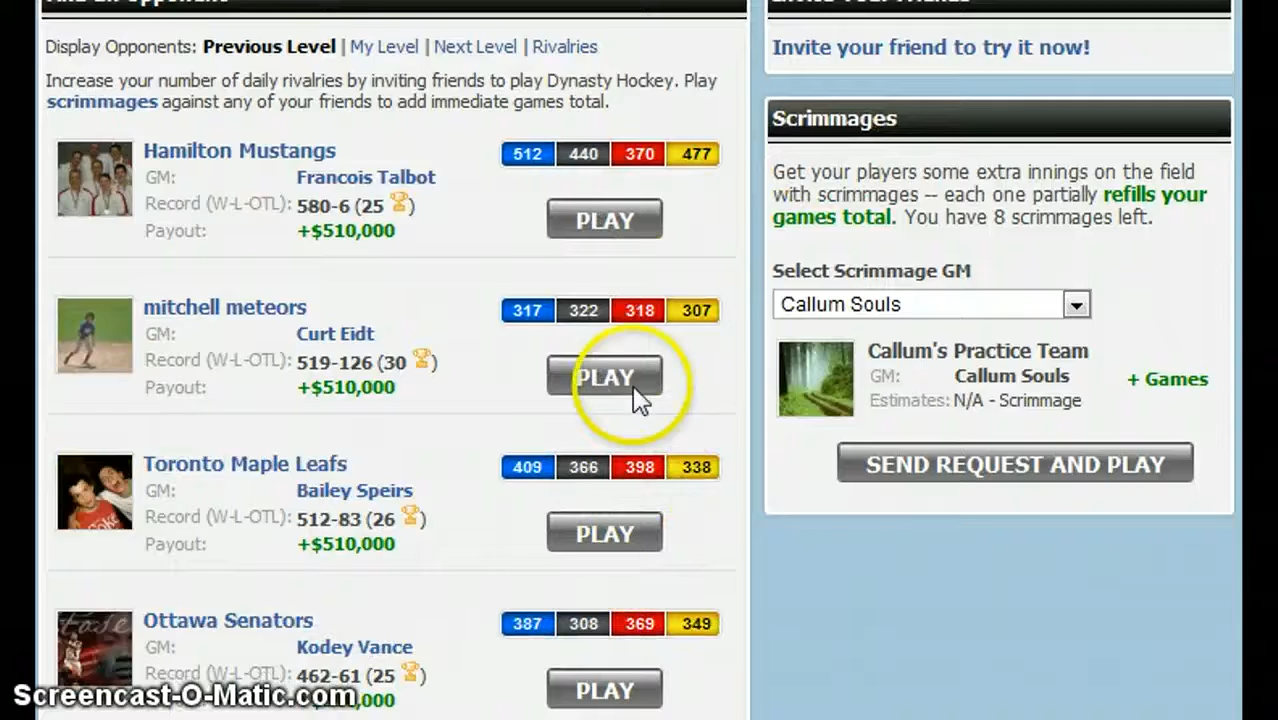 Display Opponents: Previous Level | My Level | Next Level | Rivalries
Increase your number of daily rivalries by inviting friends to play Dynasty Hockey. Play
scrimmages against any of your friends to add immediate games total.
Hamilton Mustangs 512 440 370 477
GM: Francois Talbot
Record (W-L-OTL): 580-6 (25 )
PLAY
Payout: +$510,000
mitchell meteors 317 322 318 307
GM: Curt Eidt
Record (W-L-OTL): 519-126 (30 )
PLAY
Payout: +$510,000
Toronto Maple Leafs 409 366 398 338
GM: Bailey Speirs
Record (W-L-OTL): 512-83 (26 )
PLAY
Payout: +$510,000
Ottawa Senators 387 308 369 349
GM: Kodey Vance
Record (W-L-OTL): 462-61 (25 )
PLAY
Invite your friend to try it now!
Scrimmages
Get your players some extra innings on the field
with scrimmages -- each one partially refills your
games total. You have 8 scrimmages left.
Select Scrimmage GM
Callum Souls
Callum's Practice Team
GM: Callum Souls
+ Games
Estimates: N/A - Scrimmage
SEND REQUEST AND PLAY
Screencast-O-Matic.com